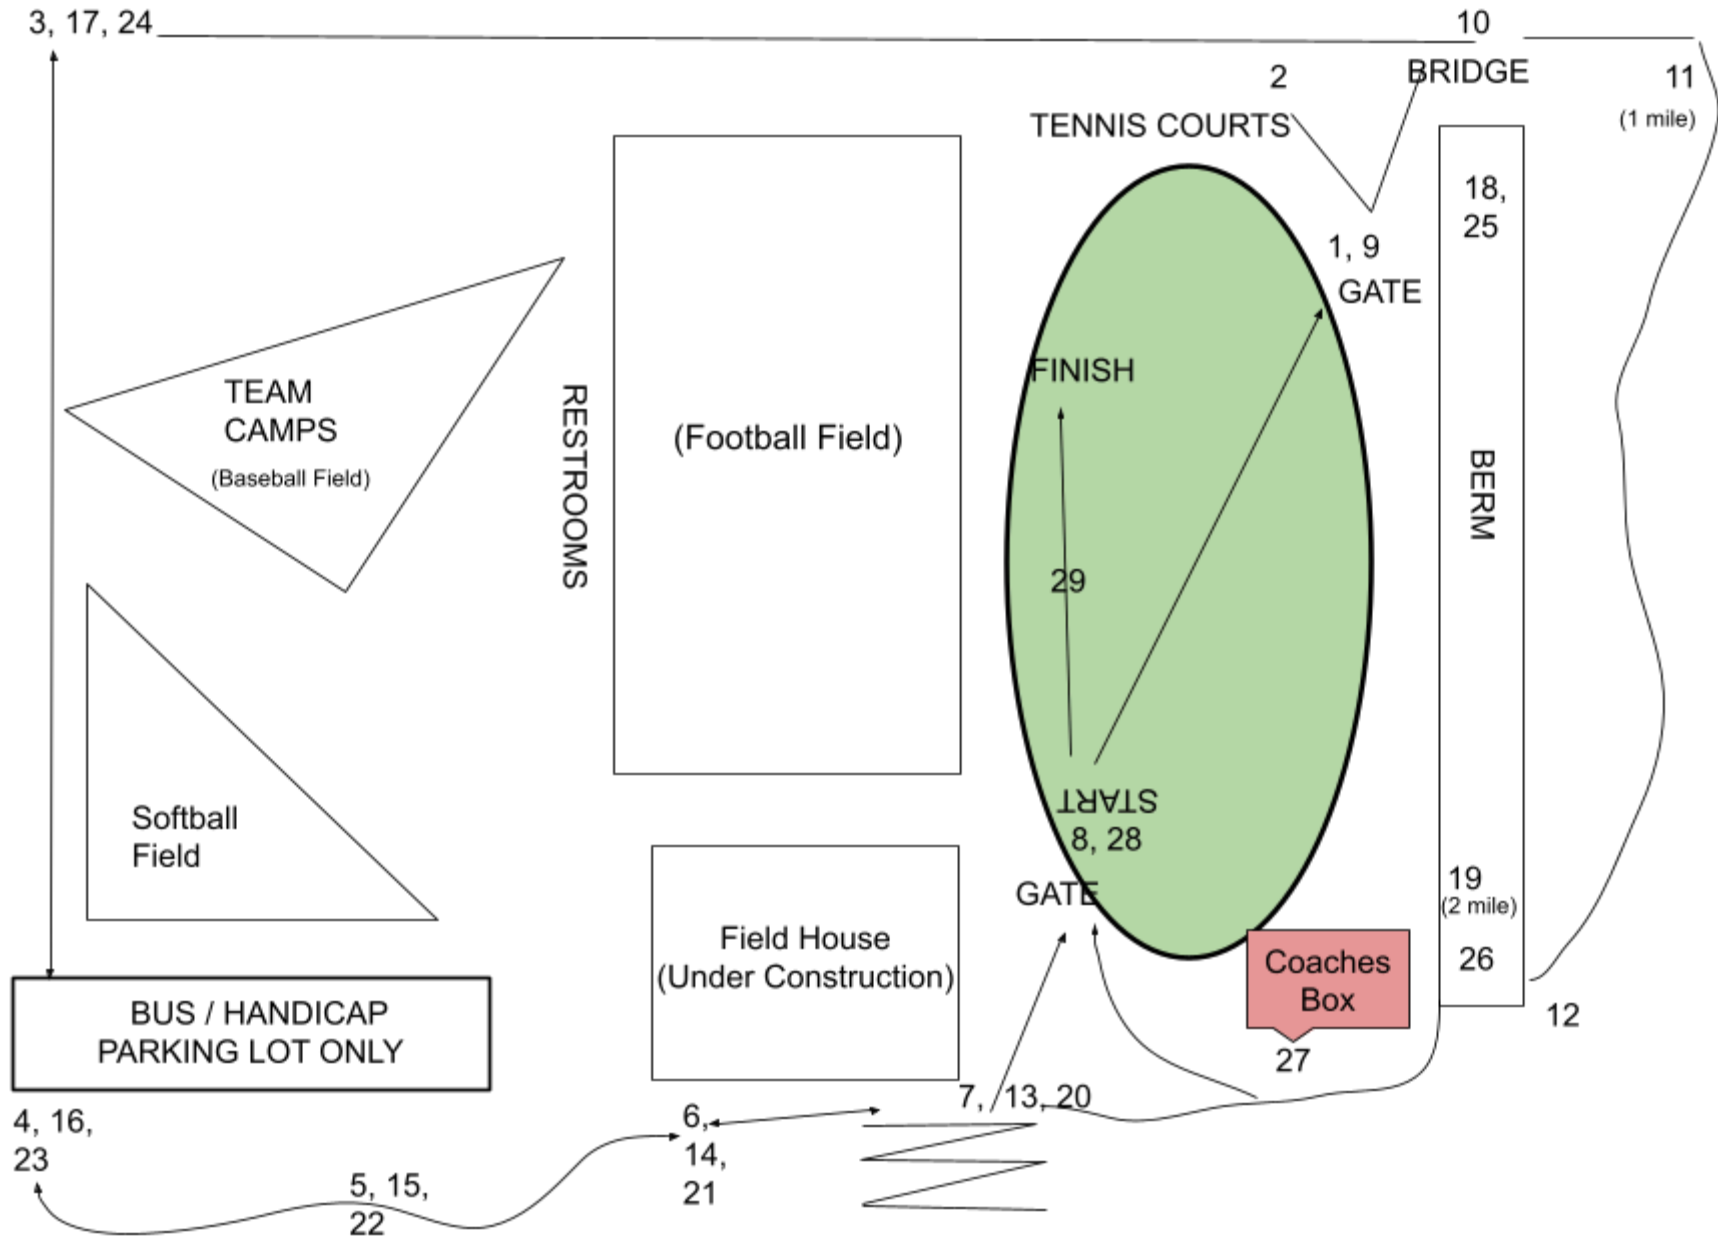 3, 17, 24
10
2
BRIDGE
11
(1 mile)
TENNIS COURTS
18,
25
1, 9
GATE
FINISH
TEAM
CAMPS
(Baseball Field)
RESTROOMS
(Football Field)
BERM
29
START
8, 28
Softball
Field
GATE
19
(2 mile)
26
Field House
(Under Construction)
Coaches
Box
BUS / HANDICAP
PARKING LOT ONLY
12
27
7, 13, 20
4, 16,
23
6,
14,
21
5, 15,
22